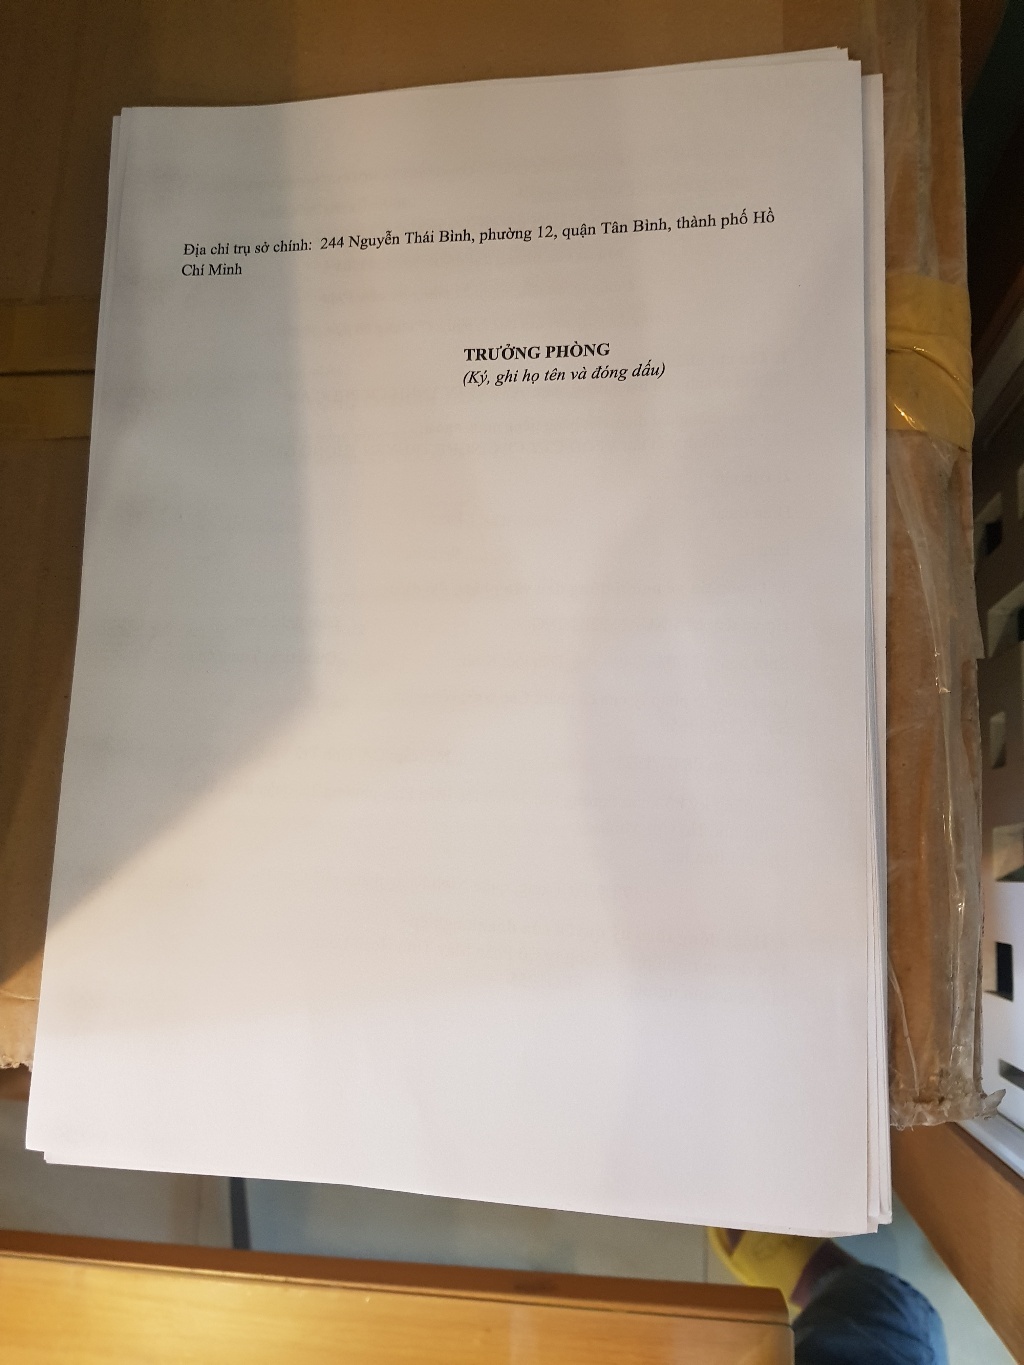 Địa chỉ trụ sở chính: 244 Nguyễn Thái Bình, phường 12, quận Tân Bình, thành phố Hồ
Chí Minh
TRƯỞNG PHÒNG
(Ký, ghi họ tên và đóng dấu)